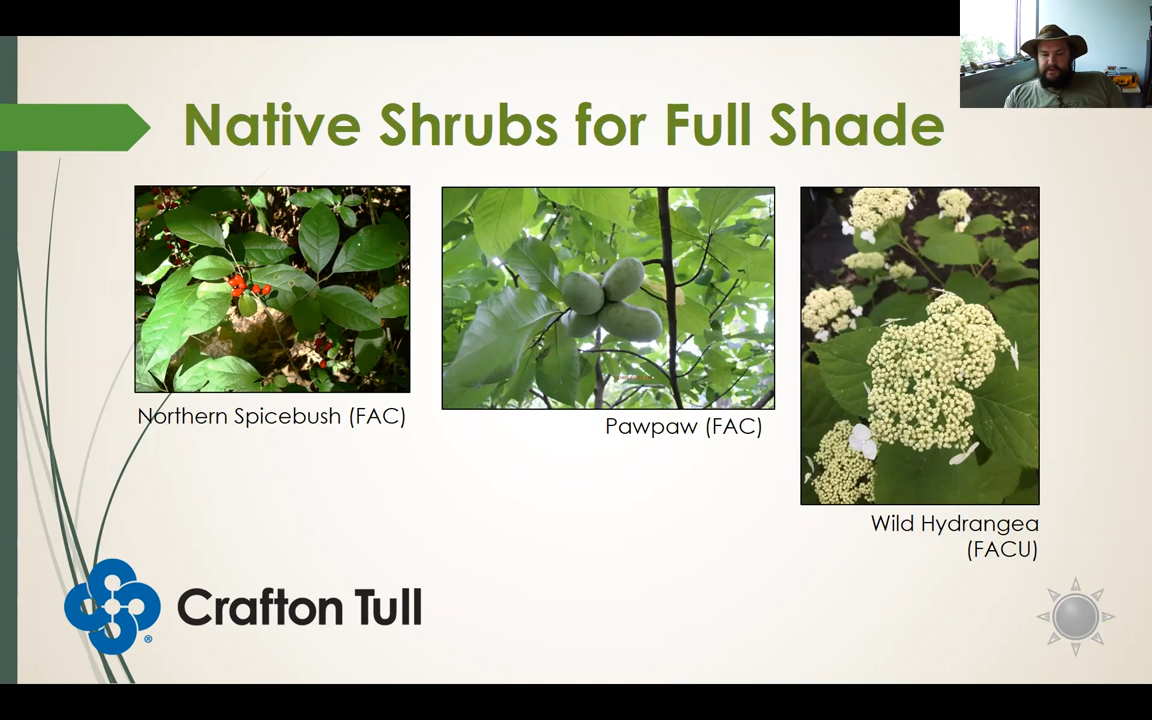 Native Shrubs for Full Shade
Northern Spicebush (FAC)
Pawpaw (FAC)
Wild Hydrangea
(FACU)
Crafton Tull
®